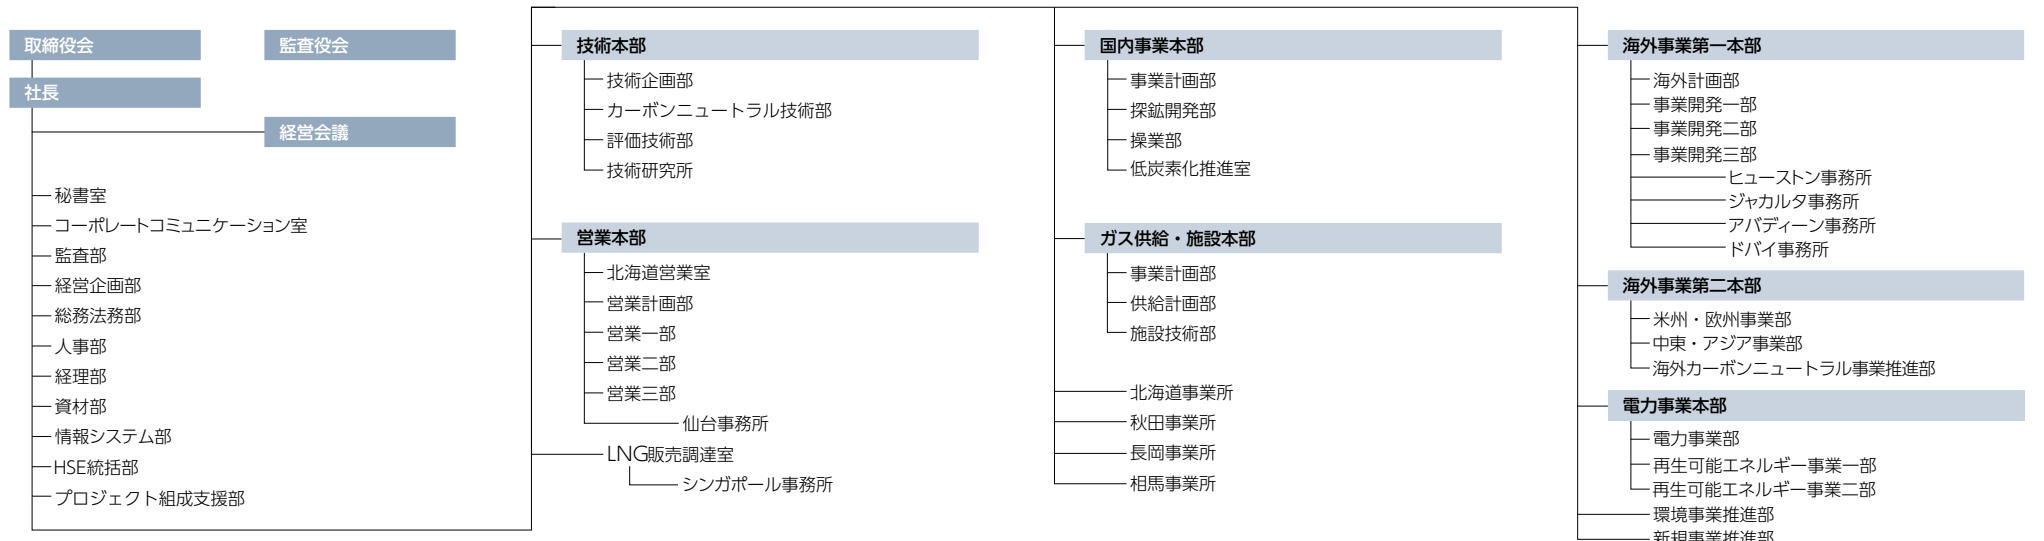 取締役会
監査役会
社長
経営会議
秘書室
コーポレートコミュニケーション室
監査部
経営企画部
総務法務部
人事部
経理部
資材部
情報システム部
HSE統括部
プロジェクト組成支援部
技術本部
技術企画部
カーボンニュートラル技術部
評価技術部
技術研究所
営業本部
北海道営業室
営業計画部
営業一部
営業二部
営業三部
仙台事務所
LNG販売調達室
シンガポール事務所
国内事業本部
事業計画部
探鉱開発部
操業部
低炭素化推進室
ガス供給・施設本部
事業計画部
供給計画部
施設技術部
北海道事業所
秋田事業所
長岡事業所
相馬事業所
海外事業第一本部
海外計画部
事業開発一部
事業開発二部
事業開発三部
ヒューストン事務所
ジャカルタ事務所
アバディーン事務所
ドバイ事務所
海外事業第二本部
米州・欧州事業部
中東・アジア事業部
海外カーボンニュートラル事業推進部
電力事業本部
電力事業部
再生可能エネルギー事業一部
再生可能エネルギー事業二部
環境事業推進部
新規事業推進部